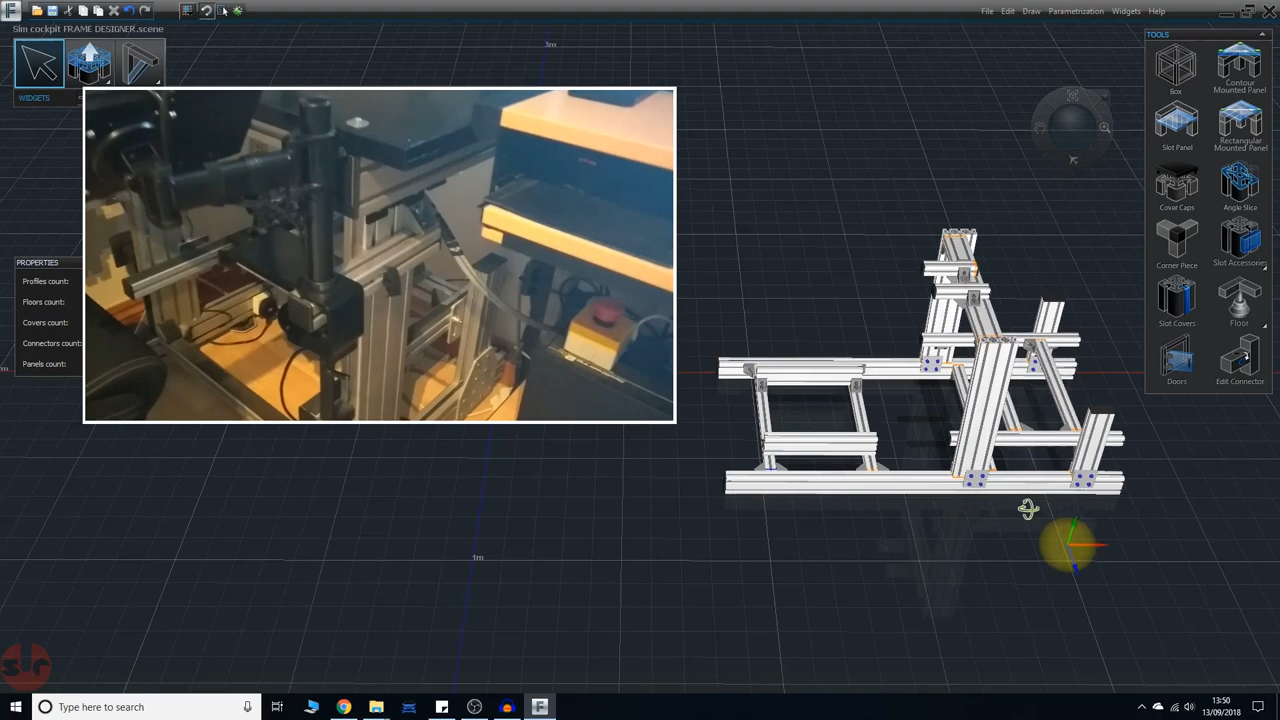 File Edit Draw Parametrization Widgets Help
Sim cockpit FRAME DESIGNER.scene
WIDGETS
PROPERTIES
Profiles count:
Floors count:
Covers count:
Connectors count:
Panels count:
1m
TOOLS
Box
Contour
Mounted Panel
Slot Panel
Rectangular
Mounted Panel
Cover Caps
Angle Slice
Corner Piece
Slot Accessories
Slot Covers
Floor
Doors
Edit Connector
Type here to search
13:50
13/09/2018